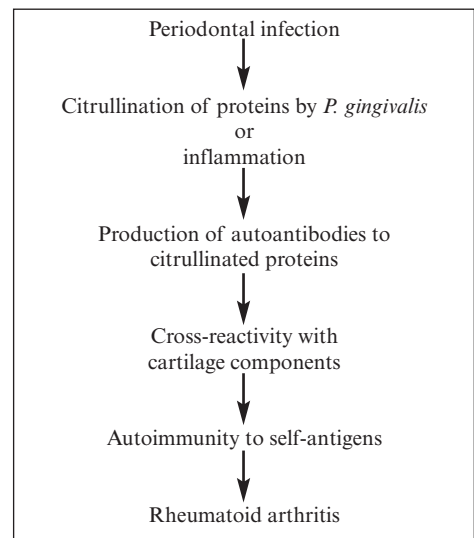 Periodontal infection
Citrullination of proteins by P. gingivalis
or
inflammation
Production of autoantibodies to
citrullinated proteins
Cross-reactivity with
cartilage components
Autoimmunity to self-antigens
Rheumatoid arthritis